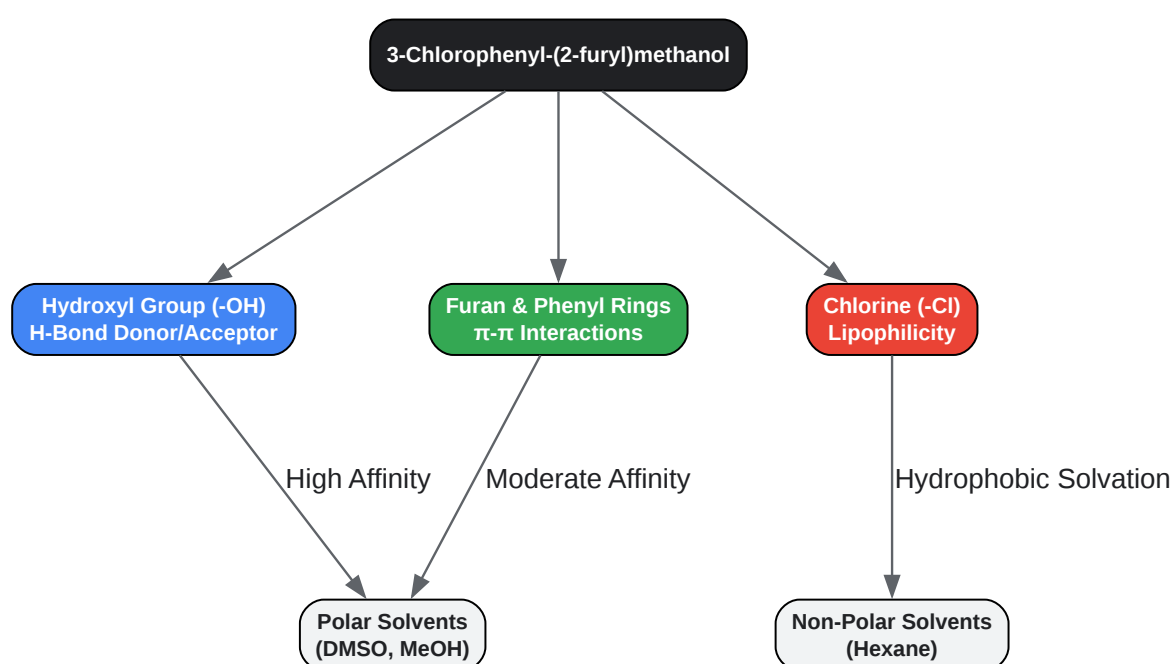 3-Chlorophenyl-(2-furyl)methanol
Hydroxyl Group (-OH)
H-Bond Donor/Acceptor
Furan & Phenyl Rings
π-π Interactions
Chlorine (-Cl)
Lipophilicity
High Affinity
Moderate Affinity
Hydrophobic Solvation
Polar Solvents
(DMSO, MeOH)
Non-Polar Solvents
(Hexane)